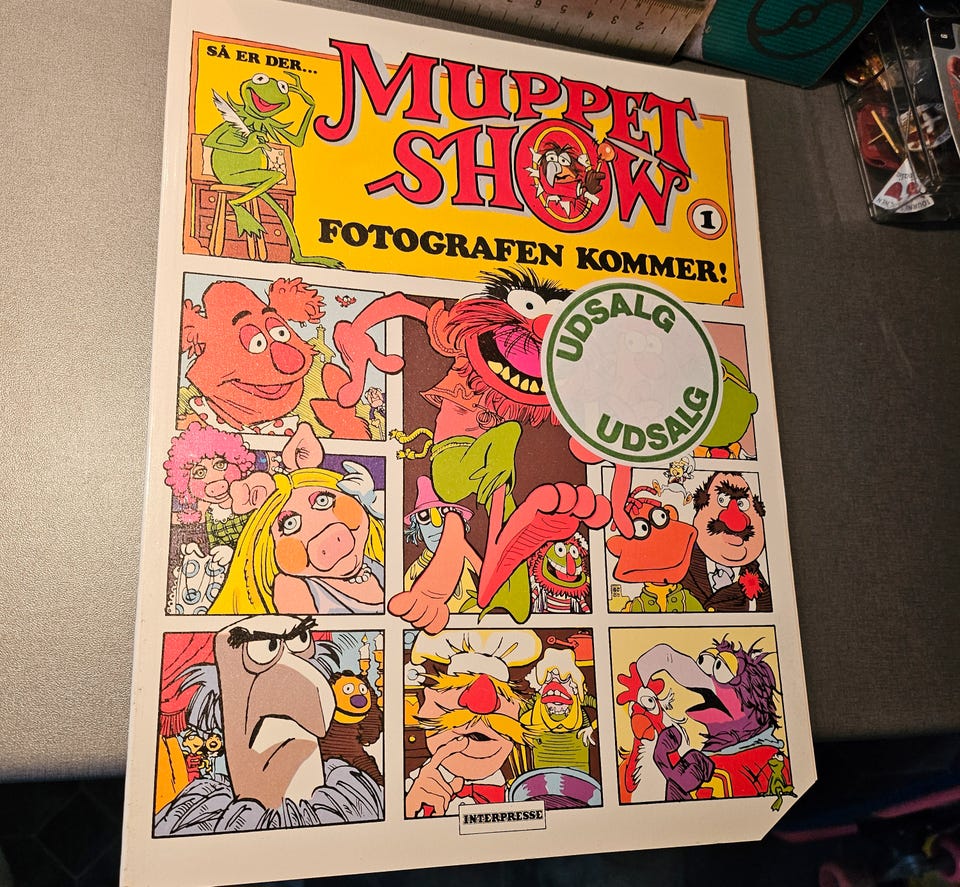 SÅ ER DER...
MUPPET
SHOW
1
FOTOGRAFEN KOMMER!
UDSALG
UDSALG
INTERPRESSE